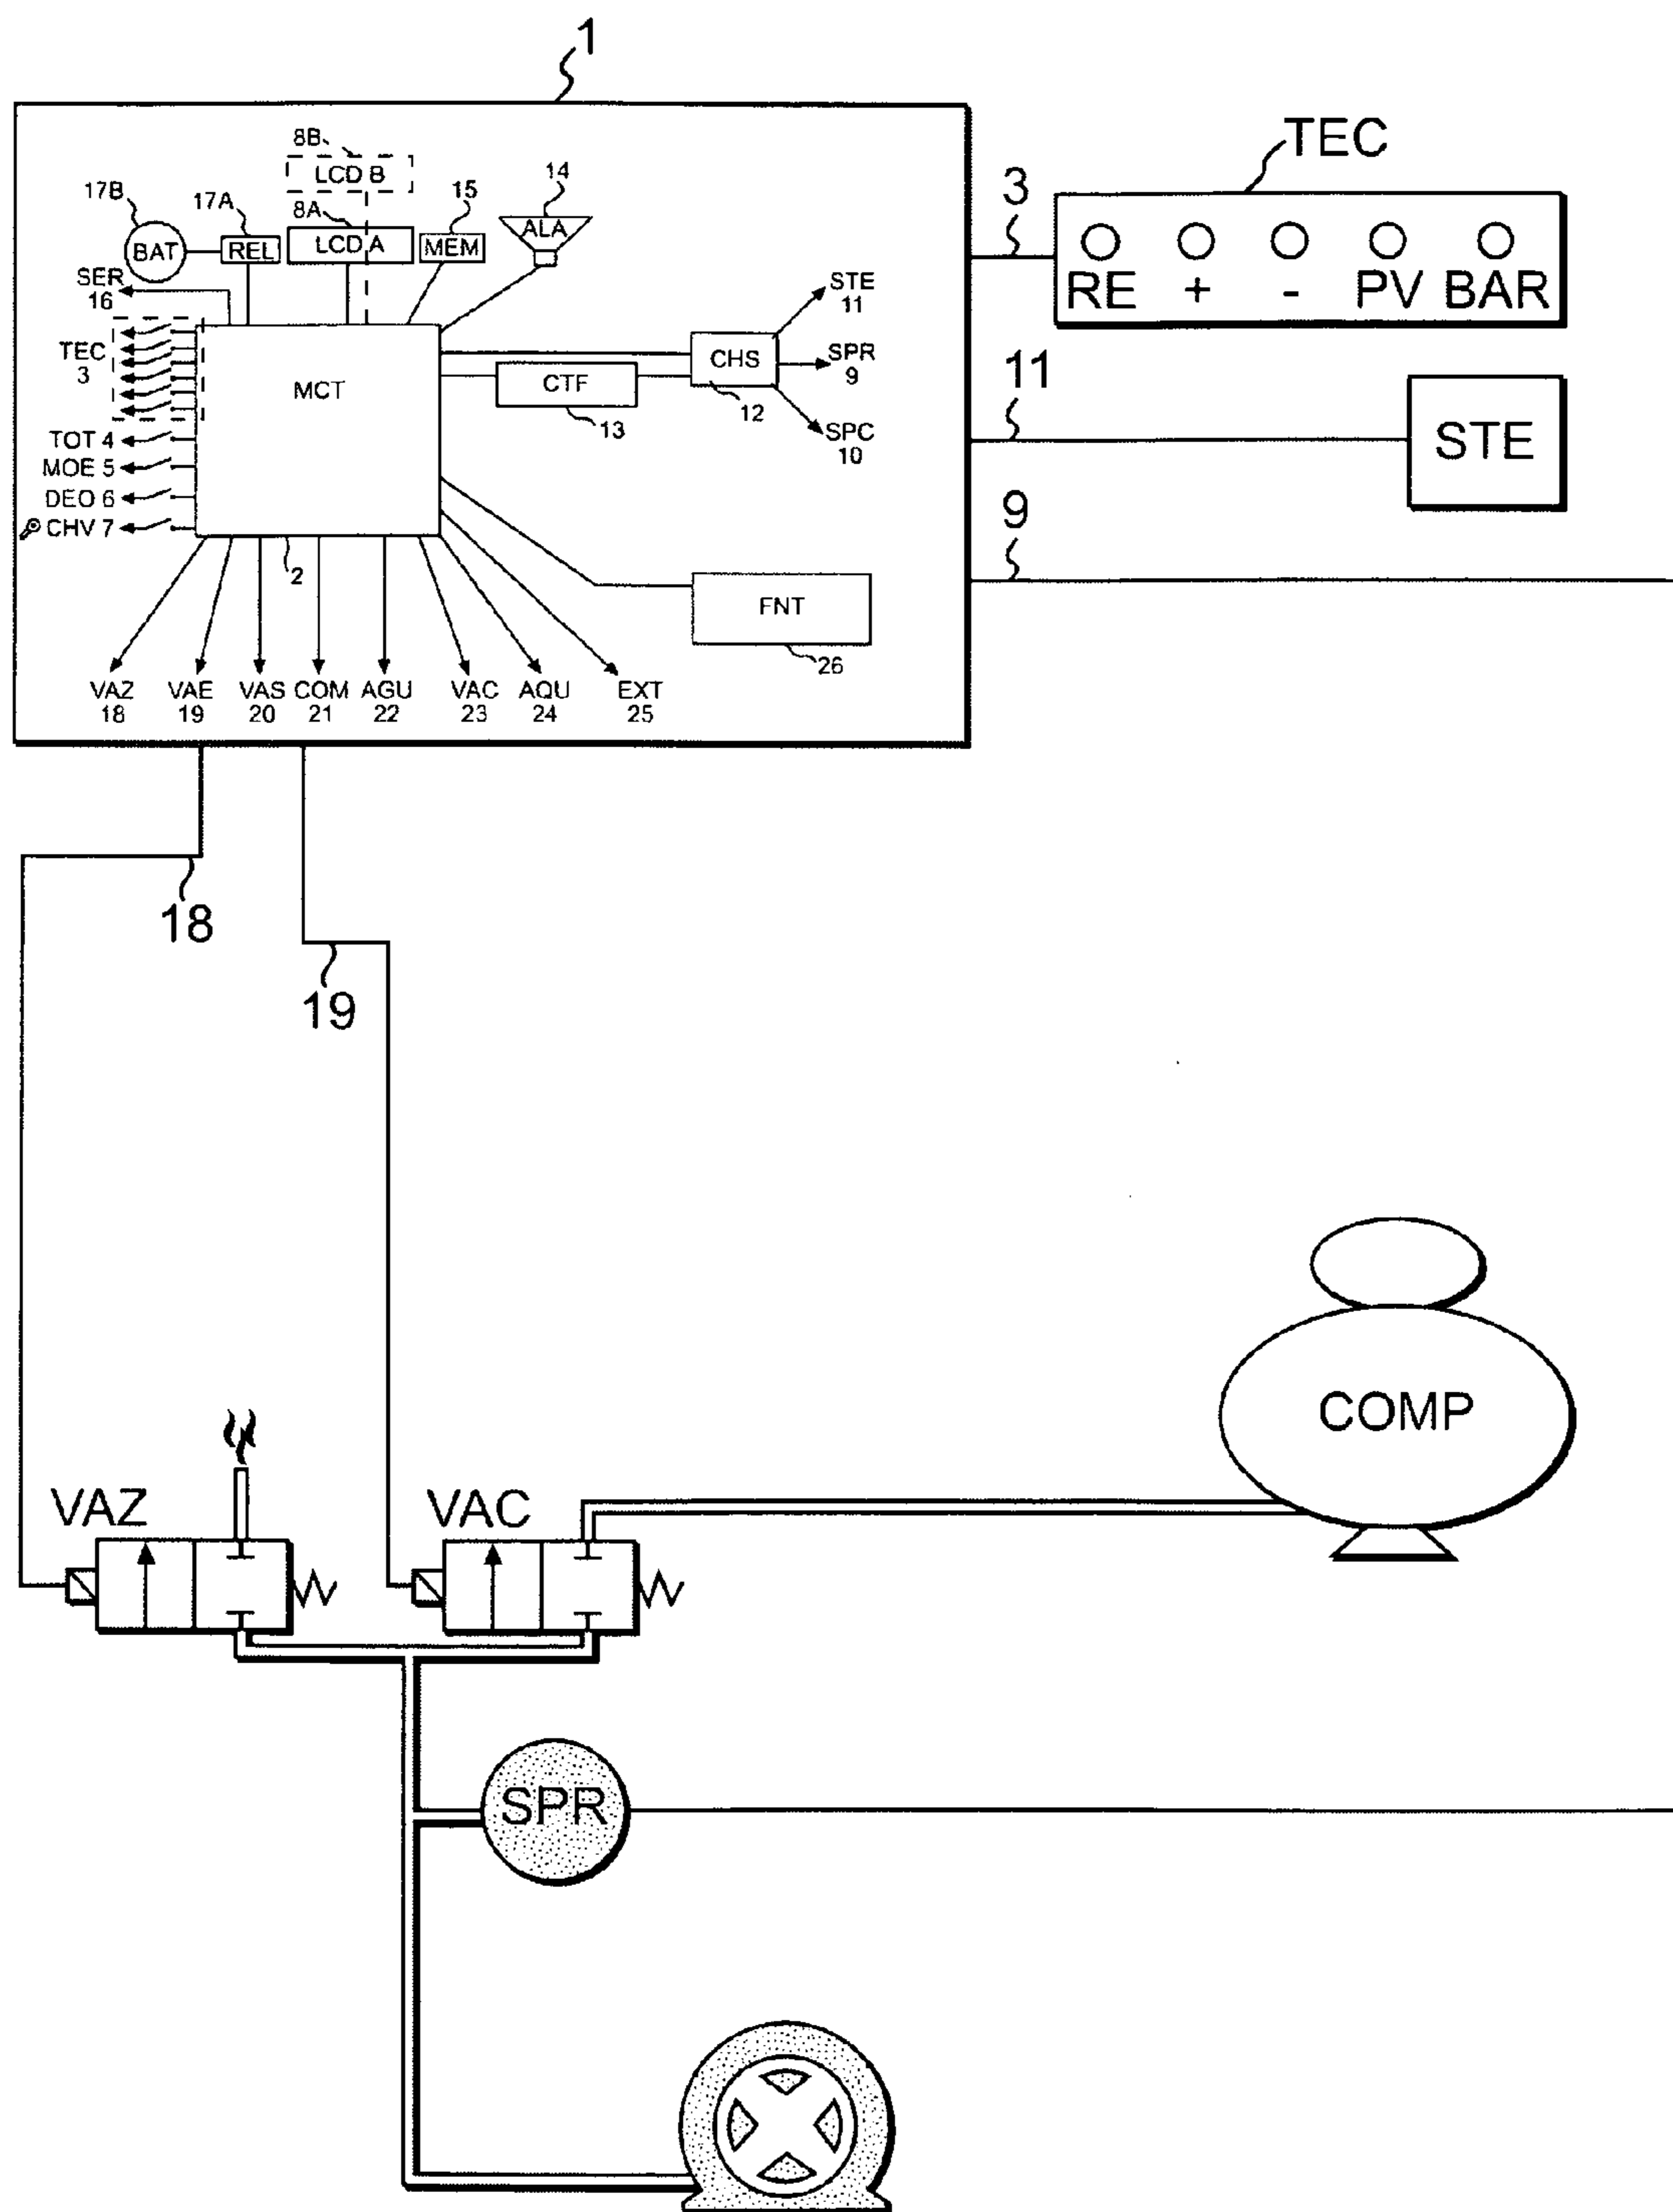 1
8B
LCD B
17B
17A
8A
15
14
BAT
REL
LCD A
MEM
ALA
SER
16
TEC
3
MCT
CTF
13
CHS
12
STE
11
SPR
9
SPC
10
TOT 4
MOE 5
DEO 6
CHV 7
2
FNT
26
VAZ
18
VAE
19
VAS
20
COM
21
AGU
22
VAC
23
AQU
24
EXT
25
TEC
3
RE + - PV BAR
11
STE
9
18
19
COMP
VAZ
VAC
SPR